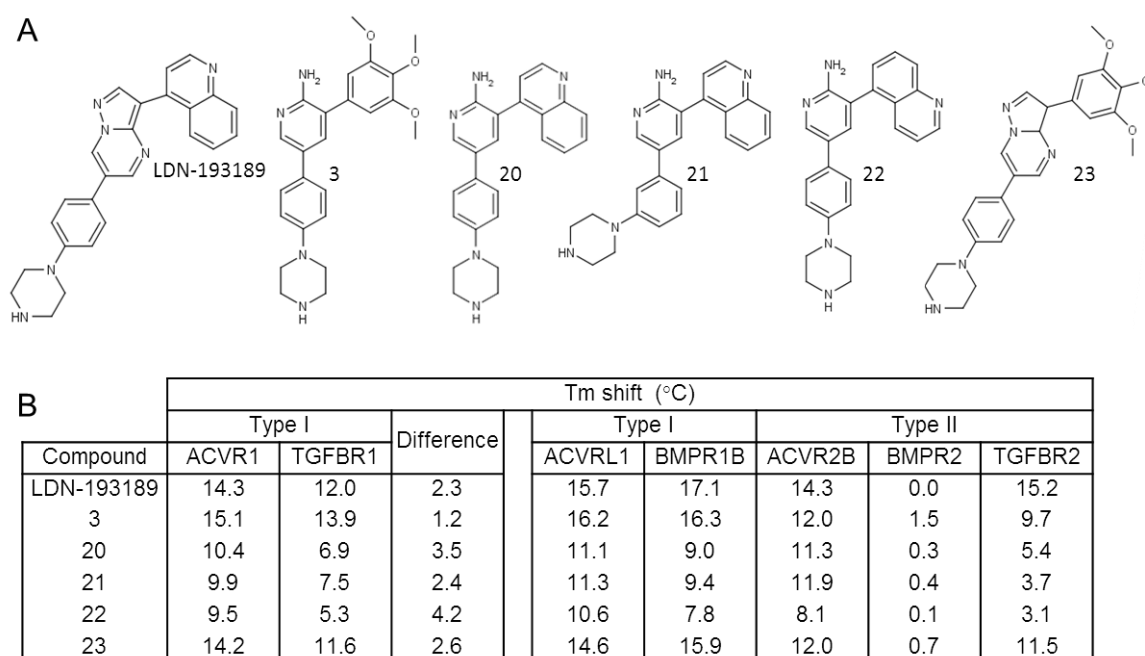 A
LDN-193189
3
20
21
22
23
N
N
N
N
N
HN
NH2
O
O
O
N
N
N
H
NH2
N
N
N
N
H
NH2
N
N
N
HN
NH2
N
N
N
N
H
O
O
O
N
N
N
N
HN
B
Tm shift (°C)
Type I Difference Type I Type II
Compound ACVR1 TGFBR1 ACVRL1 BMPR1B ACVR2B BMPR2 TGFBR2
LDN-193189 14.3 12.0 2.3 15.7 17.1 14.3 0.0 15.2
3 15.1 13.9 1.2 16.2 16.3 12.0 1.5 9.7
20 10.4 6.9 3.5 11.1 9.0 11.3 0.3 5.4
21 9.9 7.5 2.4 11.3 9.4 11.9 0.4 3.7
22 9.5 5.3 4.2 10.6 7.8 8.1 0.1 3.1
23 14.2 11.6 2.6 14.6 15.9 12.0 0.7 11.5